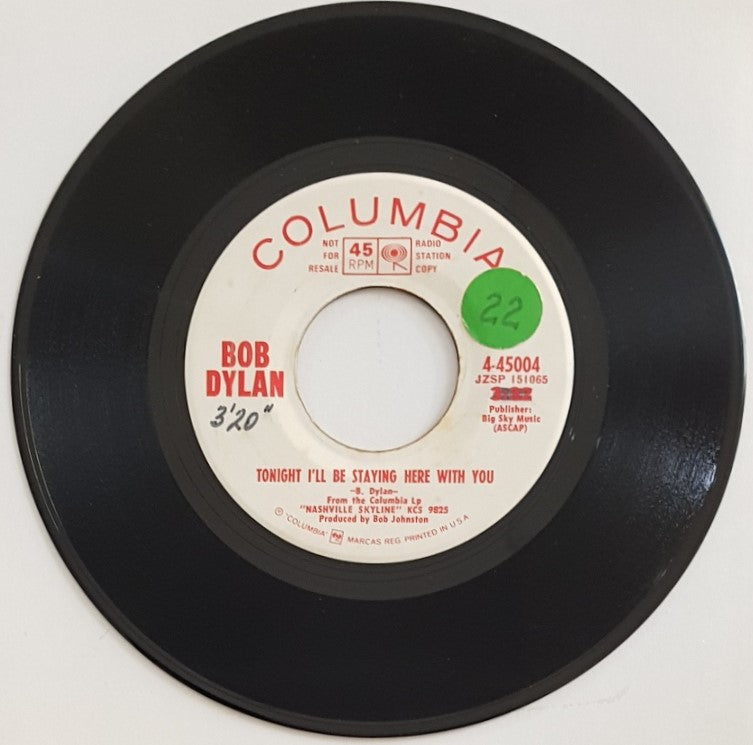 COLUMBIA
NOT FOR RESALE
45 RPM
RADIO STATION COPY
22
BOB DYLAN
3'20"
4-45004
JZSP 151065
Publisher:
Big Sky Music
(ASCAP)
TONIGHT I'LL BE STAYING HERE WITH YOU
-B. Dylan-
From the Columbia Lp
"NASHVILLE SKYLINE" KCS 9825
Produced by Bob Johnston
℗ "COLUMBIA" MARCAS REG. PRINTED IN U.S.A.